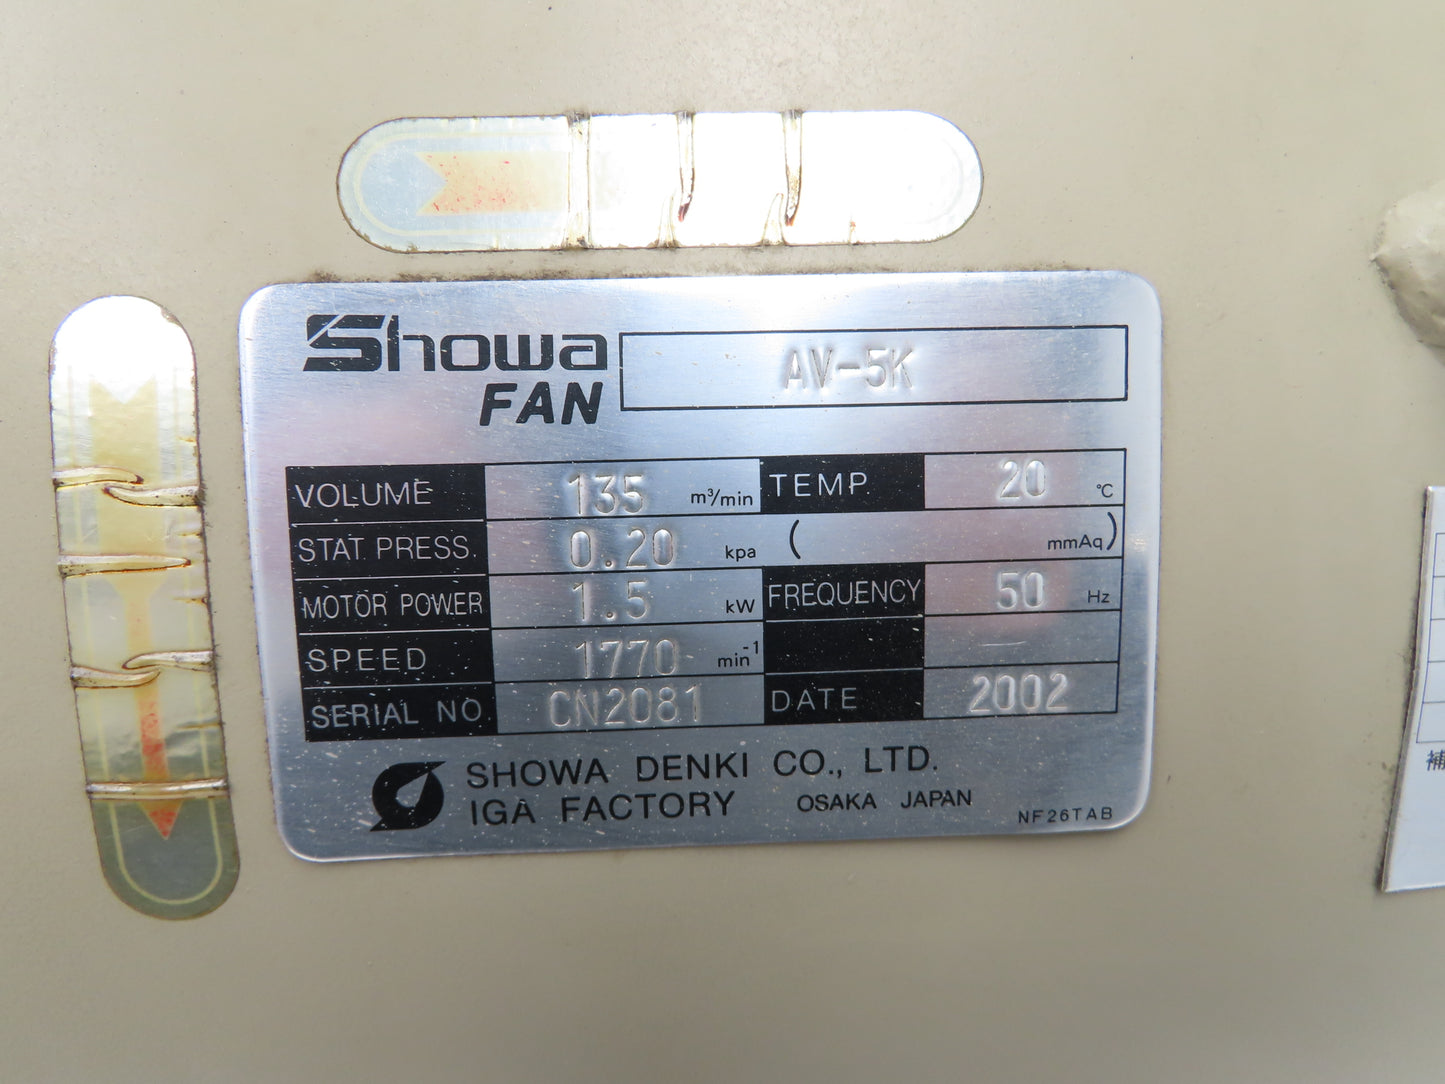 Showa
FAN
AV-5K
VOLUME 135 m³/min TEMP. 20 °C
STAT. PRESS. 0.20 kpa ( mmAq)
MOTOR POWER 1.5 kW FREQUENCY 50 Hz
SPEED 1770 min⁻¹ —
SERIAL NO. CN2081 DATE 2002
SHOWA DENKI CO., LTD.
IGA FACTORY OSAKA JAPAN
NF26TAB
補